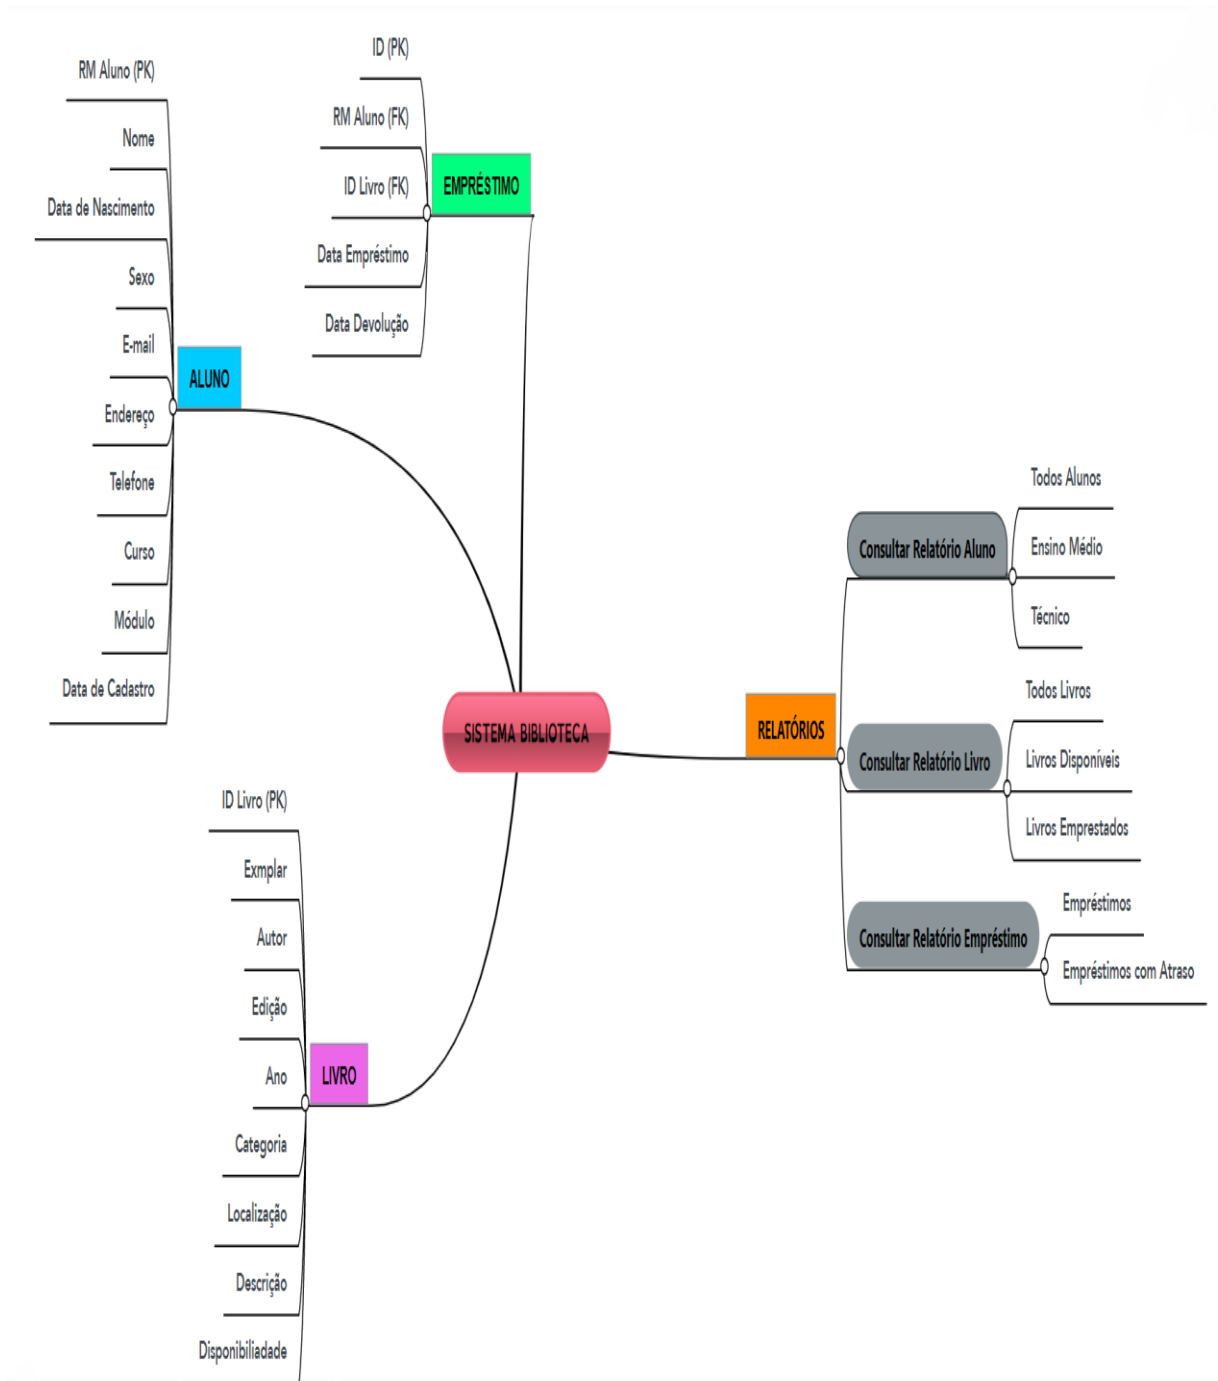 ID (PK)
RM Aluno (FK)
ID Livro (FK)
Data Empréstimo
Data Devolução
EMPRÉSTIMO
RM Aluno (PK)
Nome
Data de Nascimento
Sexo
E-mail
Endereço
Telefone
Curso
Módulo
Data de Cadastro
ALUNO
SISTEMA BIBLIOTECA
RELATÓRIOS
Consultar Relatório Aluno
Todos Alunos
Ensino Médio
Técnico
Consultar Relatório Livro
Todos Livros
Livros Disponíveis
Livros Emprestados
Consultar Relatório Empréstimo
Empréstimos
Empréstimos com Atraso
ID Livro (PK)
Exmplar
Autor
Edição
Ano
Categoria
Localização
Descrição
Disponibiliadade
LIVRO